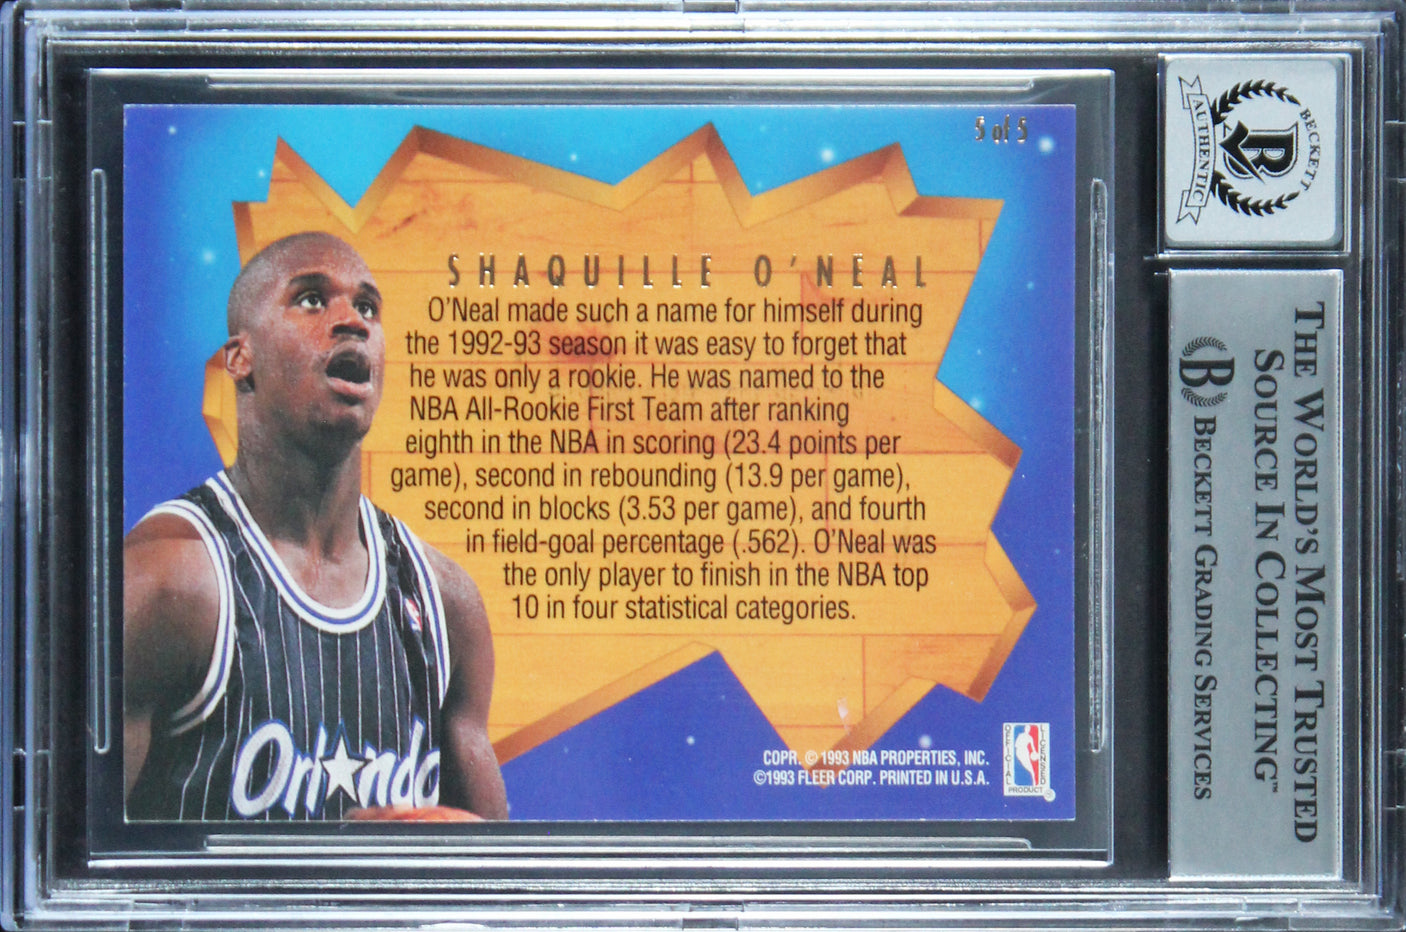 5 of 5
SHAQUILLE O'NEAL
O'Neal made such a name for himself during
the 1992-93 season it was easy to forget that
he was only a rookie. He was named to the
NBA All-Rookie First Team after ranking
eighth in the NBA in scoring (23.4 points per
game), second in rebounding (13.9 per game),
second in blocks (3.53 per game), and fourth
in field-goal percentage (.562). O'Neal was
the only player to finish in the NBA top
10 in four statistical categories.
Orlando
COPR. © 1993 NBA PROPERTIES, INC.
©1993 FLEER CORP. PRINTED IN U.S.A.
OFFICIAL
LICENSED
PRODUCT
BECKETT
AUTHENTIC
THE WORLD'S MOST TRUSTED
SOURCE IN COLLECTING™
B BECKETT GRADING SERVICES